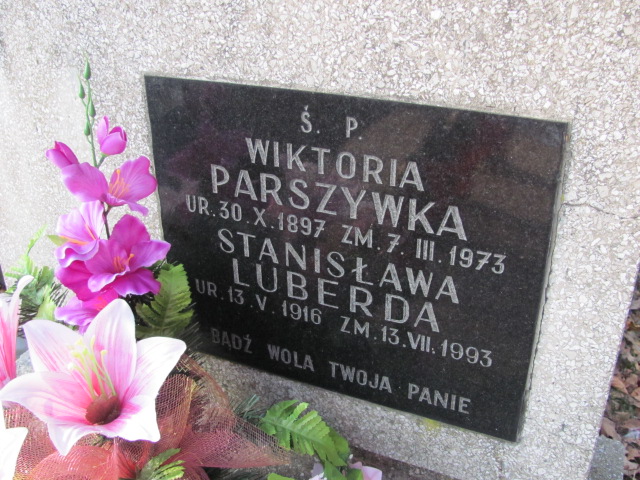 Ś. P.
WIKTORIA
PARSZYWKA
UR. 30. X. 1897 ZM. 7. III. 1973
STANISŁAWA
LUBERDA
UR. 13. V. 1916 ZM. 13. VII. 1993
BĄDŹ WOLA TWOJA PANIE